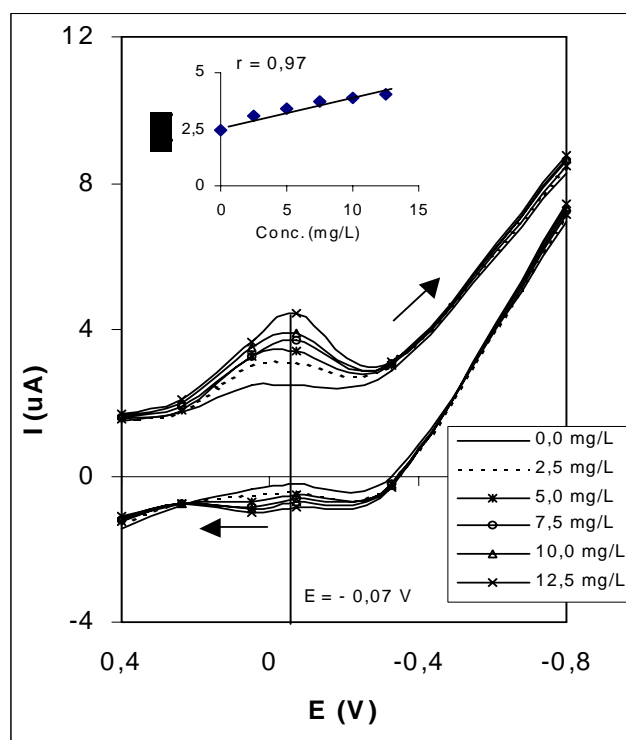 12
8
4
0
-4
I (uA)
r = 0,97
5
2,5
0
0 5 10 15
Conc. (mg/L)
0,0 mg/L
2,5 mg/L
5,0 mg/L
7,5 mg/L
10,0 mg/L
12,5 mg/L
E = - 0,07 V
0,4 0 -0,4 -0,8
E (V)